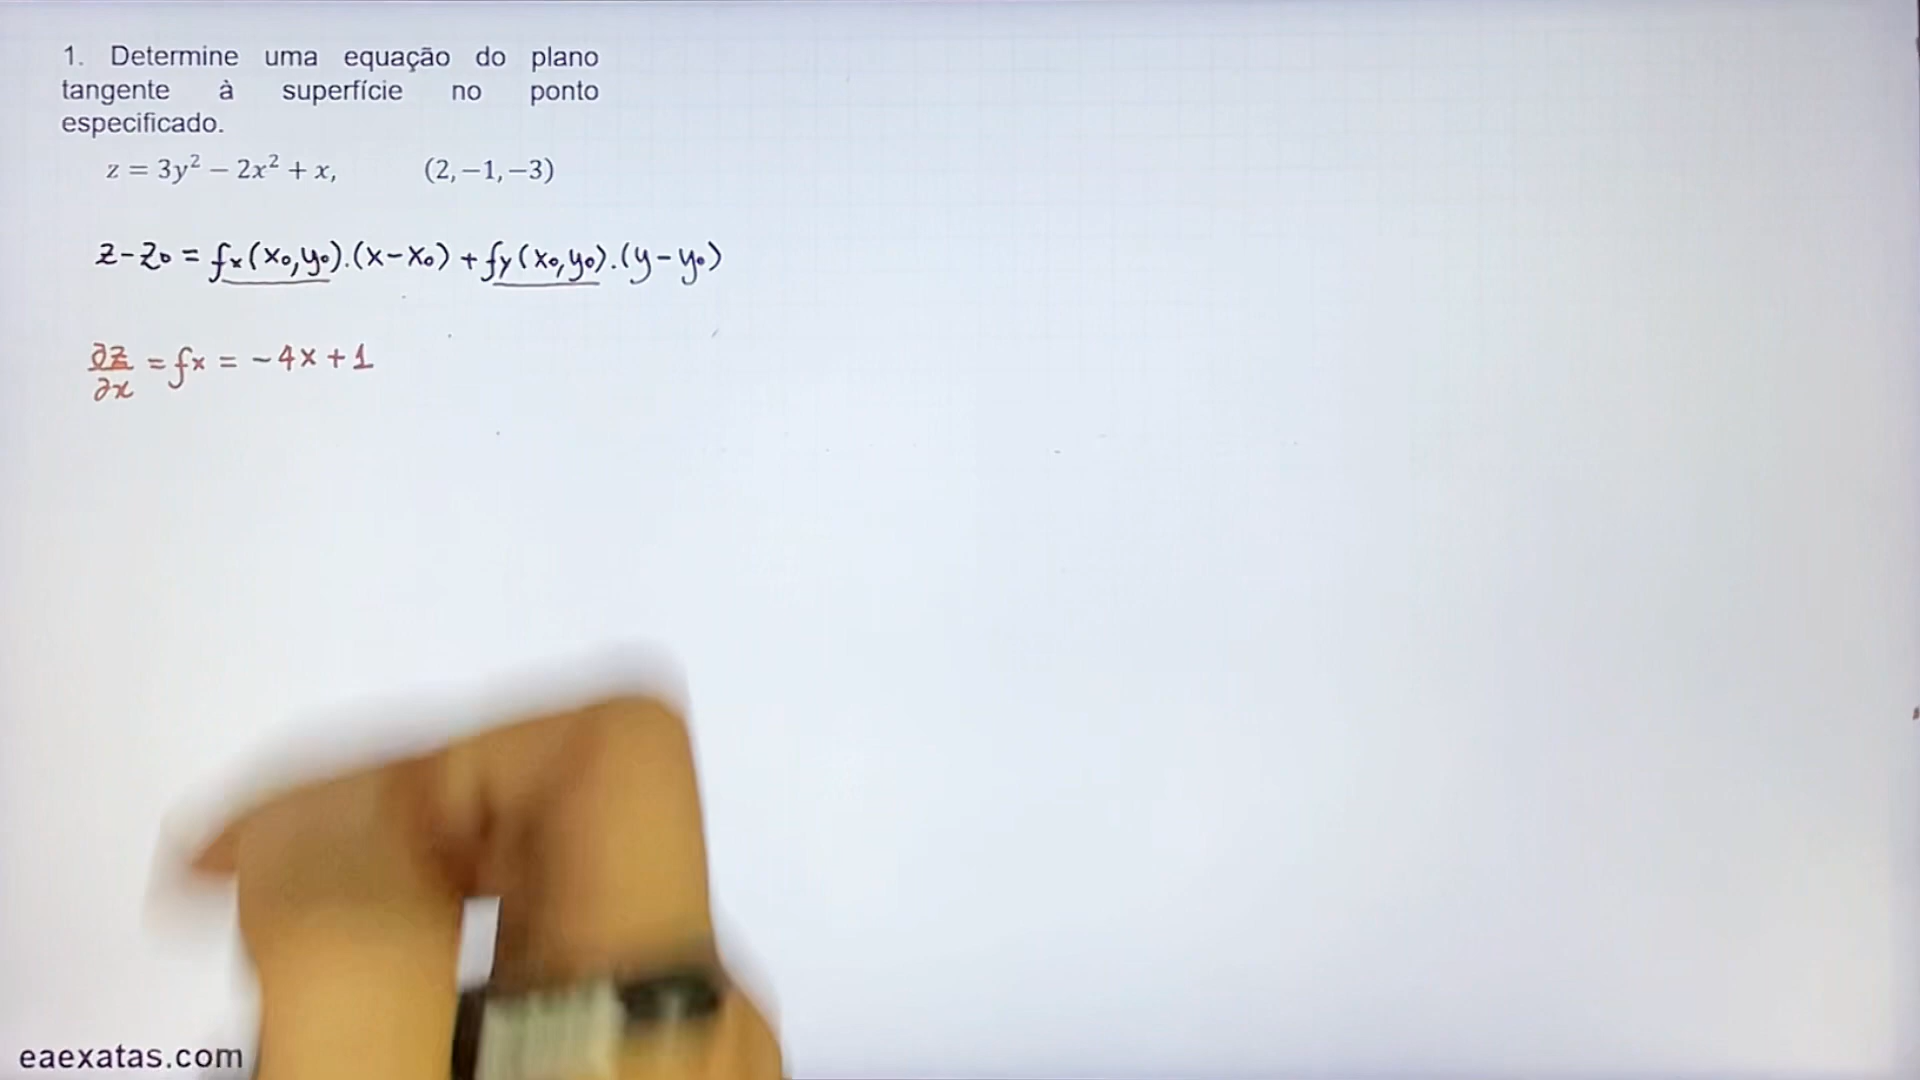 1. Determine uma equação do plano
tangente à superfície no ponto
especificado.
z = 3y² − 2x² + x, (2, −1, −3)
z - z₀ = fx(x₀,y₀).(x - x₀) + fy(x₀,y₀).(y - y₀)
∂z/∂x = fx = -4x + 1
eaexatas.com